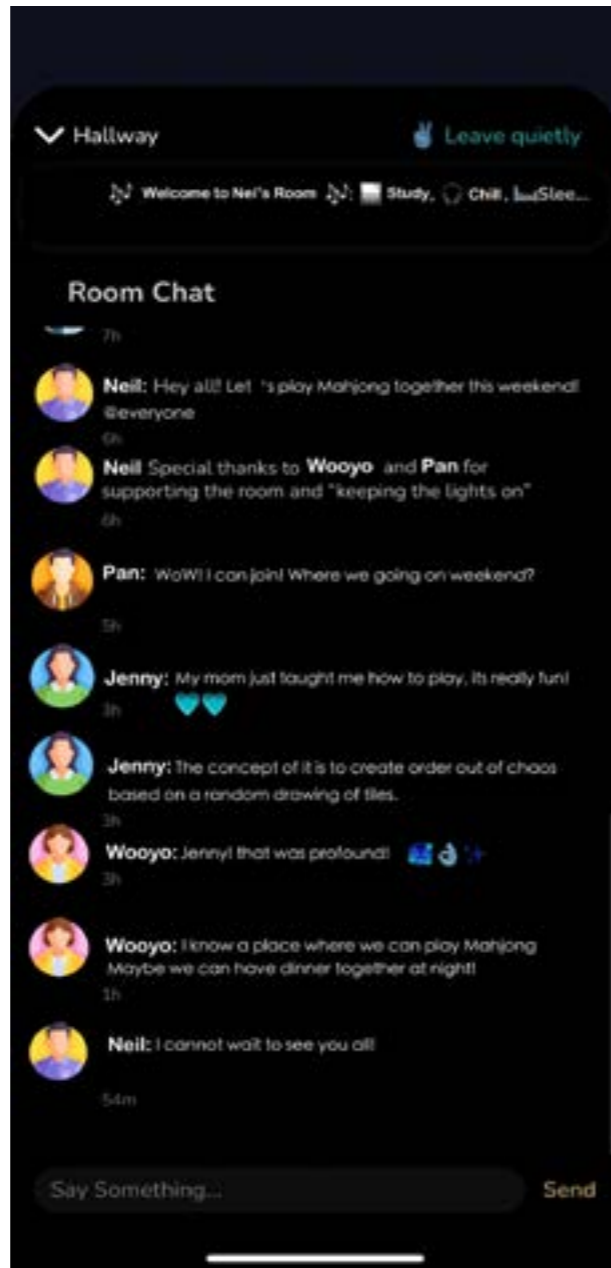 Hallway
Leave quietly
Welcome to Nei's Room : Study, Chill, Slee...
Room Chat
7h
Neil: Hey all!! Let 's play Mahjong together this weekend!
@everyone
6h
Neil Special thanks to Wooyo and Pan for
supporting the room and "keeping the lights on"
6h
Pan: WoW! I can join! Where we going on weekend?
5h
Jenny: My mom just taught me how to play, its really fun!
3h
Jenny: The concept of it is to create order out of chaos
based on a random drawing of tiles.
3h
Wooyo: Jenny! that was profound!
3h
Wooyo: I know a place where we can play Mahjong
Maybe we can have dinner together at night!
1h
Neil: I cannot wait to see you all!
54m
Say Something...
Send